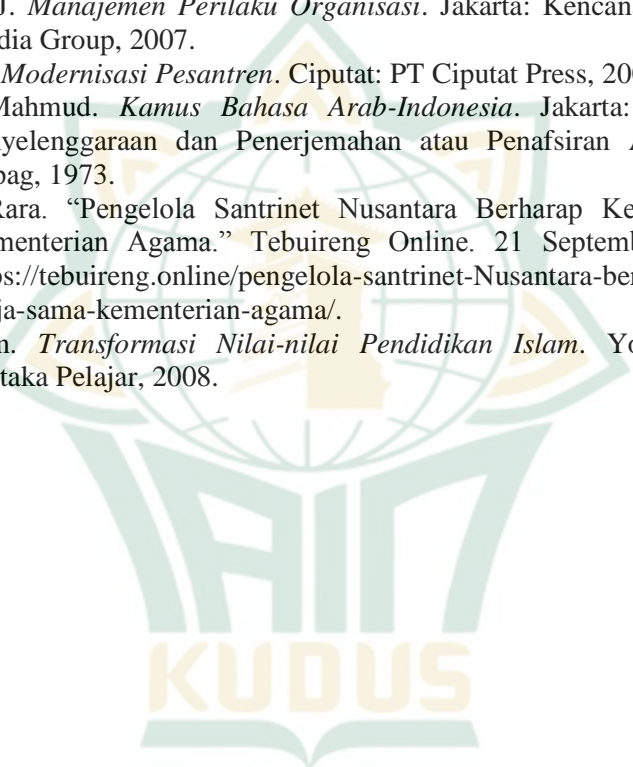 J. Manajemen Perilaku Organisasi. Jakarta: Kencan
dia Group, 2007.
Modernisasi Pesantren. Ciputat: PT Ciputat Press, 200
Mahmud. Kamus Bahasa Arab-Indonesia. Jakarta:
yelenggaraan dan Penerjemahan atau Penafsiran A
bag, 1973.
Rara. “Pengelola Santrinet Nusantara Berharap Ke
menterian Agama.” Tebuireng Online. 21 Septemb
ps://tebuireng.online/pengelola-santrinet-Nusantara-ber
ja-sama-kementerian-agama/.
n. Transformasi Nilai-nilai Pendidikan Islam. Yo
taka Pelajar, 2008.
IAIN
KUDUS